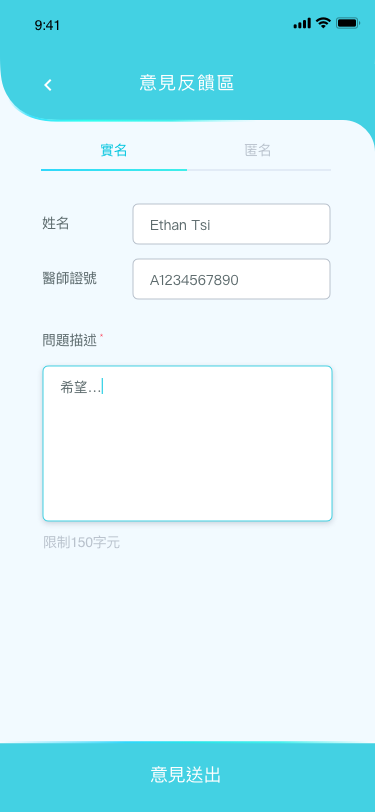 9:41
意見反饋區
實名
匿名
姓名
Ethan Tsi
醫師證號
A1234567890
問題描述*
希望...
限制150字元
意見送出